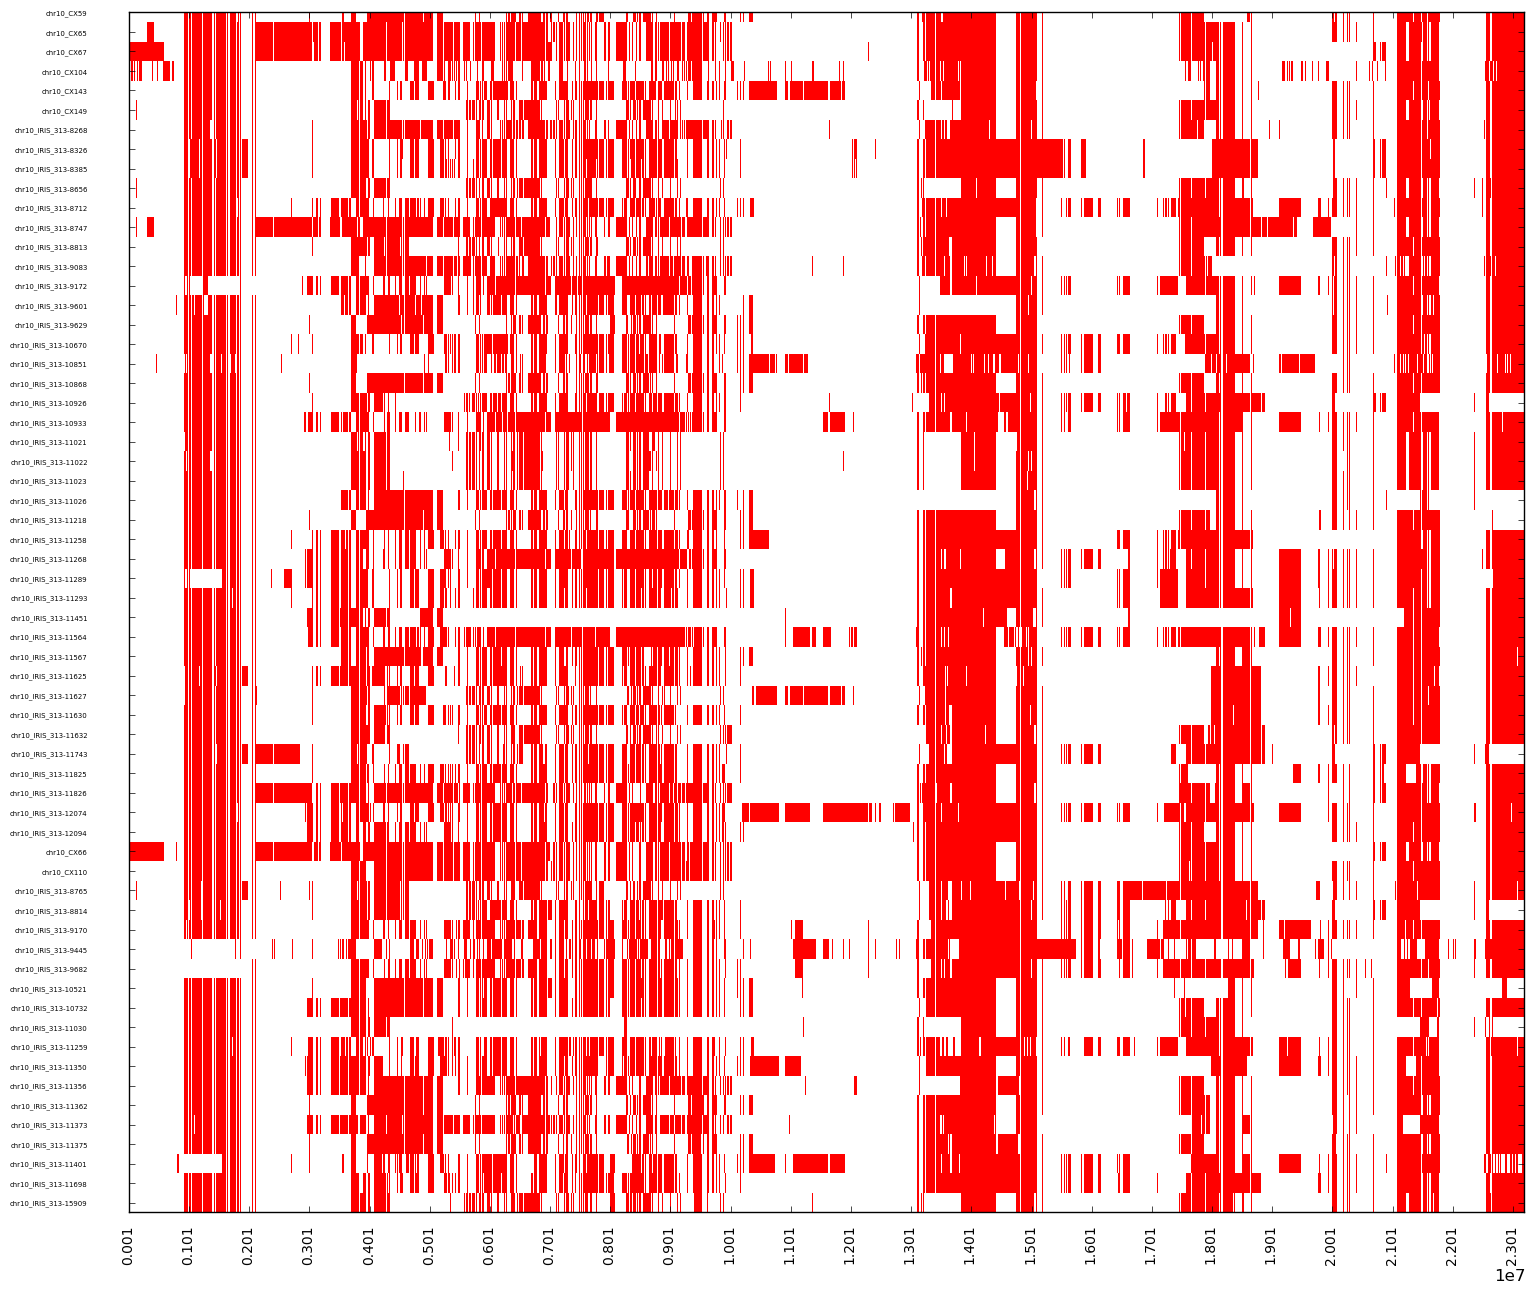 chr10_CX59
chr10_CX65
chr10_CX67
chr10_CX104
chr10_CX143
chr10_CX149
chr10_IRIS_313-8268
chr10_IRIS_313-8326
chr10_IRIS_313-8385
chr10_IRIS_313-8656
chr10_IRIS_313-8712
chr10_IRIS_313-8747
chr10_IRIS_313-8813
chr10_IRIS_313-9083
chr10_IRIS_313-9172
chr10_IRIS_313-9601
chr10_IRIS_313-9629
chr10_IRIS_313-10670
chr10_IRIS_313-10851
chr10_IRIS_313-10868
chr10_IRIS_313-10926
chr10_IRIS_313-10933
chr10_IRIS_313-11021
chr10_IRIS_313-11022
chr10_IRIS_313-11023
chr10_IRIS_313-11026
chr10_IRIS_313-11218
chr10_IRIS_313-11258
chr10_IRIS_313-11268
chr10_IRIS_313-11289
chr10_IRIS_313-11293
chr10_IRIS_313-11451
chr10_IRIS_313-11564
chr10_IRIS_313-11567
chr10_IRIS_313-11625
chr10_IRIS_313-11627
chr10_IRIS_313-11630
chr10_IRIS_313-11632
chr10_IRIS_313-11743
chr10_IRIS_313-11825
chr10_IRIS_313-11826
chr10_IRIS_313-12074
chr10_IRIS_313-12094
chr10_CX66
chr10_CX110
chr10_IRIS_313-8765
chr10_IRIS_313-8814
chr10_IRIS_313-9170
chr10_IRIS_313-9445
chr10_IRIS_313-9682
chr10_IRIS_313-10521
chr10_IRIS_313-10732
chr10_IRIS_313-11030
chr10_IRIS_313-11259
chr10_IRIS_313-11350
chr10_IRIS_313-11356
chr10_IRIS_313-11362
chr10_IRIS_313-11373
chr10_IRIS_313-11375
chr10_IRIS_313-11401
chr10_IRIS_313-11698
chr10_IRIS_313-15909
0.001 0.101 0.201 0.301 0.401 0.501 0.601 0.701 0.801 0.901 1.001 1.101 1.201 1.301 1.401 1.501 1.601 1.701 1.801 1.901 2.001 2.101 2.201 2.301
1e7